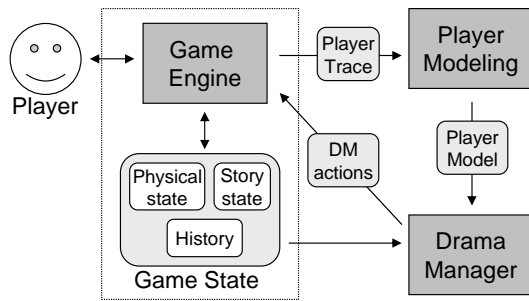 Player
Game
Engine
Player
Trace
Player
Modeling
Player
Model
DM
actions
Physical
state
Story
state
History
Game State
Drama
Manager